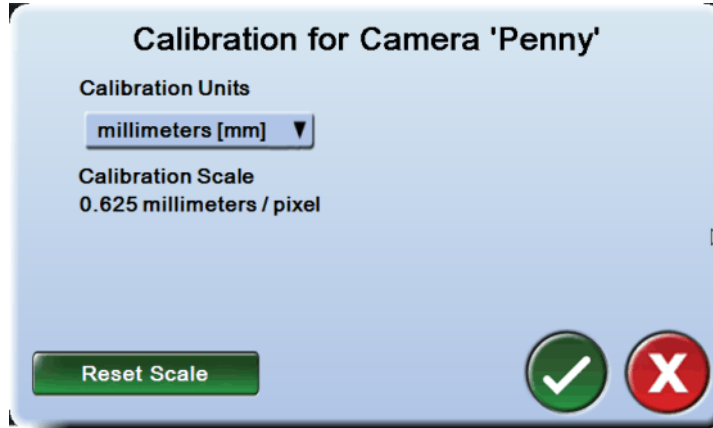 Calibration for Camera 'Penny'
Calibration Units
millimeters [mm]
Calibration Scale
0.625 millimeters / pixel
Reset Scale